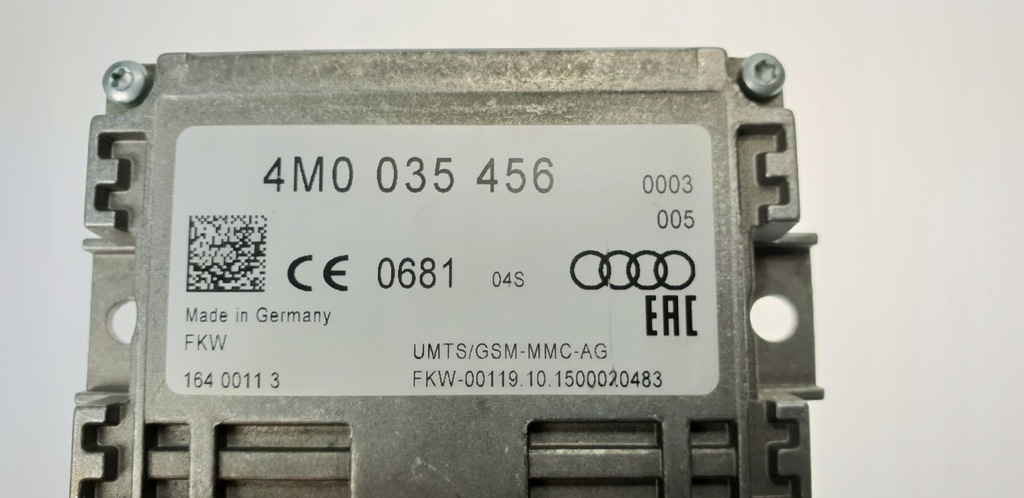 4M0 035 456
0003
005
CE 0681 04S
EAC
Made in Germany
FKW
UMTS/GSM-MMC-AG
164 0011 3
FKW-00119.10.1500020483